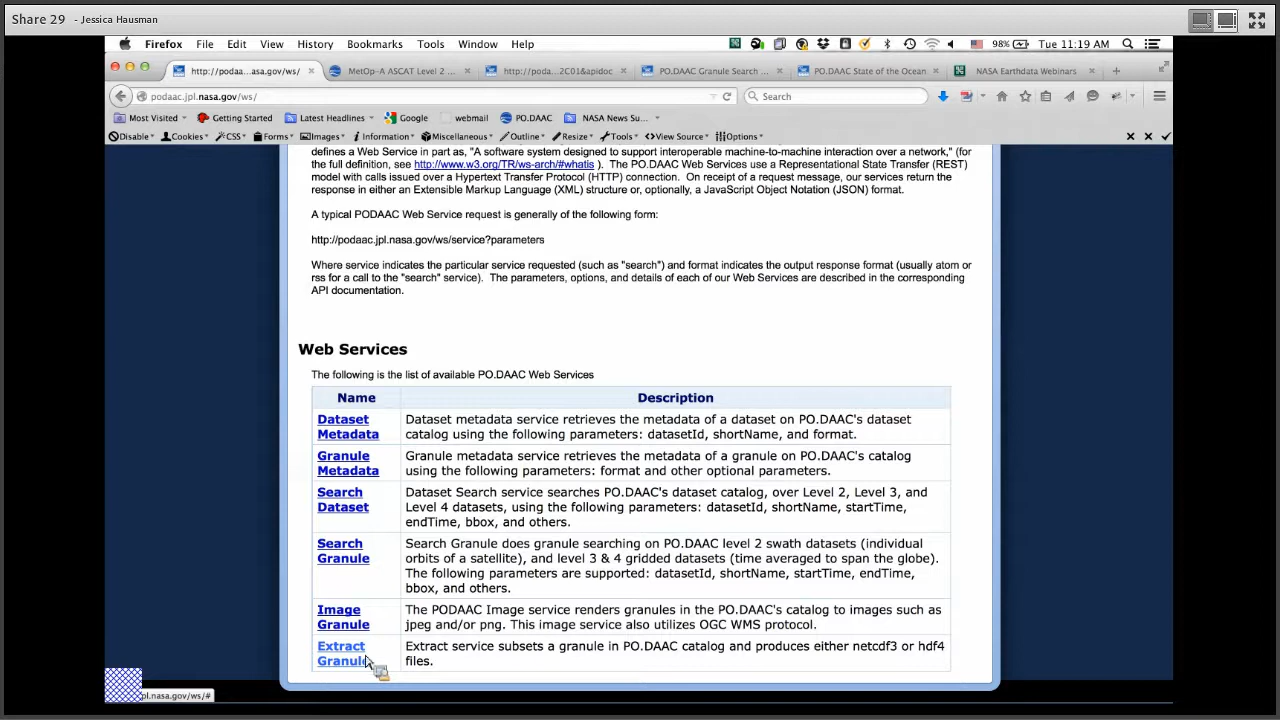 Share 29 - Jessica Hausman
Firefox File Edit View History Bookmarks Tools Window Help 98% Tue 11:19 AM
http://podaa...asa.gov/ws/ MetOp-A ASCAT Level 2 ... http://poda...2C01&apidoc PO.DAAC Granule Search ... PO.DAAC State of the Ocean NASA Earthdata Webinars
podaac.jpl.nasa.gov/ws/ Search
Most Visited Getting Started Latest Headlines Google webmail PO.DAAC NASA News Su...
Disable Cookies CSS Forms Images Information Miscellaneous Outline Resize Tools View Source Options
defines a Web Service in part as, "A software system designed to support interoperable machine-to-machine interaction over a network," (for
the full definition, see http://www.w3.org/TR/ws-arch/#whatis ). The PO.DAAC Web Services use a Representational State Transfer (REST)
model with calls issued over a Hypertext Transfer Protocol (HTTP) connection. On receipt of a request message, our services return the
response in either an Extensible Markup Language (XML) structure or, optionally, a JavaScript Object Notation (JSON) format.
A typical PODAAC Web Service request is generally of the following form:
http://podaac.jpl.nasa.gov/ws/service?parameters
Where service indicates the particular service requested (such as "search") and format indicates the output response format (usually atom or
rss for a call to the "search" service). The parameters, options, and details of each of our Web Services are described in the corresponding
API documentation.
Web Services
The following is the list of available PO.DAAC Web Services
Name Description
Dataset Metadata
Dataset metadata service retrieves the metadata of a dataset on PO.DAAC's dataset
catalog using the following parameters: datasetId, shortName, and format.
Granule Metadata
Granule metadata service retrieves the metadata of a granule on PO.DAAC's catalog
using the following parameters: format and other optional parameters.
Search Dataset
Dataset Search service searches PO.DAAC's dataset catalog, over Level 2, Level 3, and
Level 4 datasets, using the following parameters: datasetId, shortName, startTime,
endTime, bbox, and others.
Search Granule
Search Granule does granule searching on PO.DAAC level 2 swath datasets (individual
orbits of a satellite), and level 3 & 4 gridded datasets (time averaged to span the globe).
The following parameters are supported: datasetId, shortName, startTime, endTime,
bbox, and others.
Image Granule
The PODAAC Image service renders granules in the PO.DAAC's catalog to images such as
jpeg and/or png. This image service also utilizes OGC WMS protocol.
Extract Granule
Extract service subsets a granule in PO.DAAC catalog and produces either netcdf3 or hdf4
files.
pl.nasa.gov/ws/#